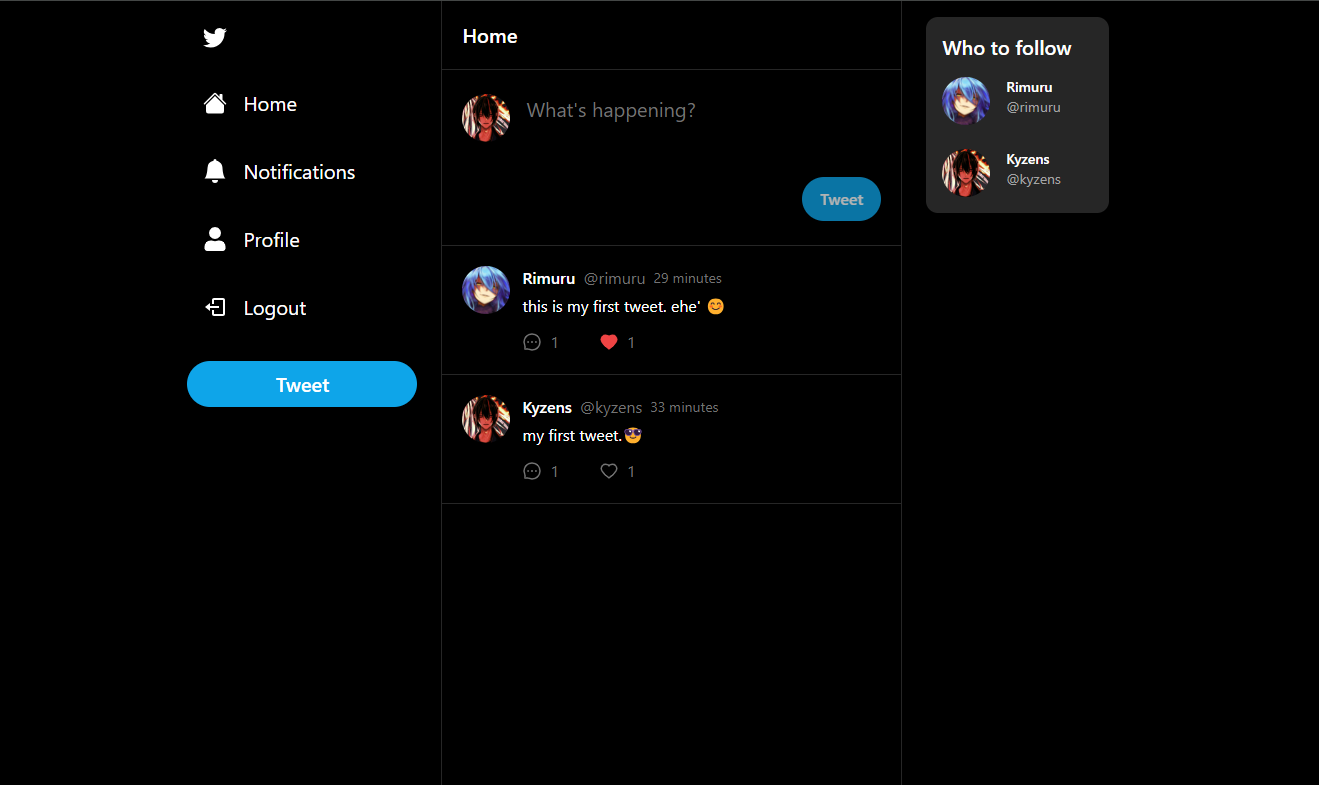 Home
Notifications
Profile
Logout
Tweet
Home
What's happening?
Tweet
Rimuru @rimuru 29 minutes
this is my first tweet. ehe' 😊
1 1
Kyzens @kyzens 33 minutes
my first tweet.😎
1 1
Who to follow
Rimuru
@rimuru
Kyzens
@kyzens